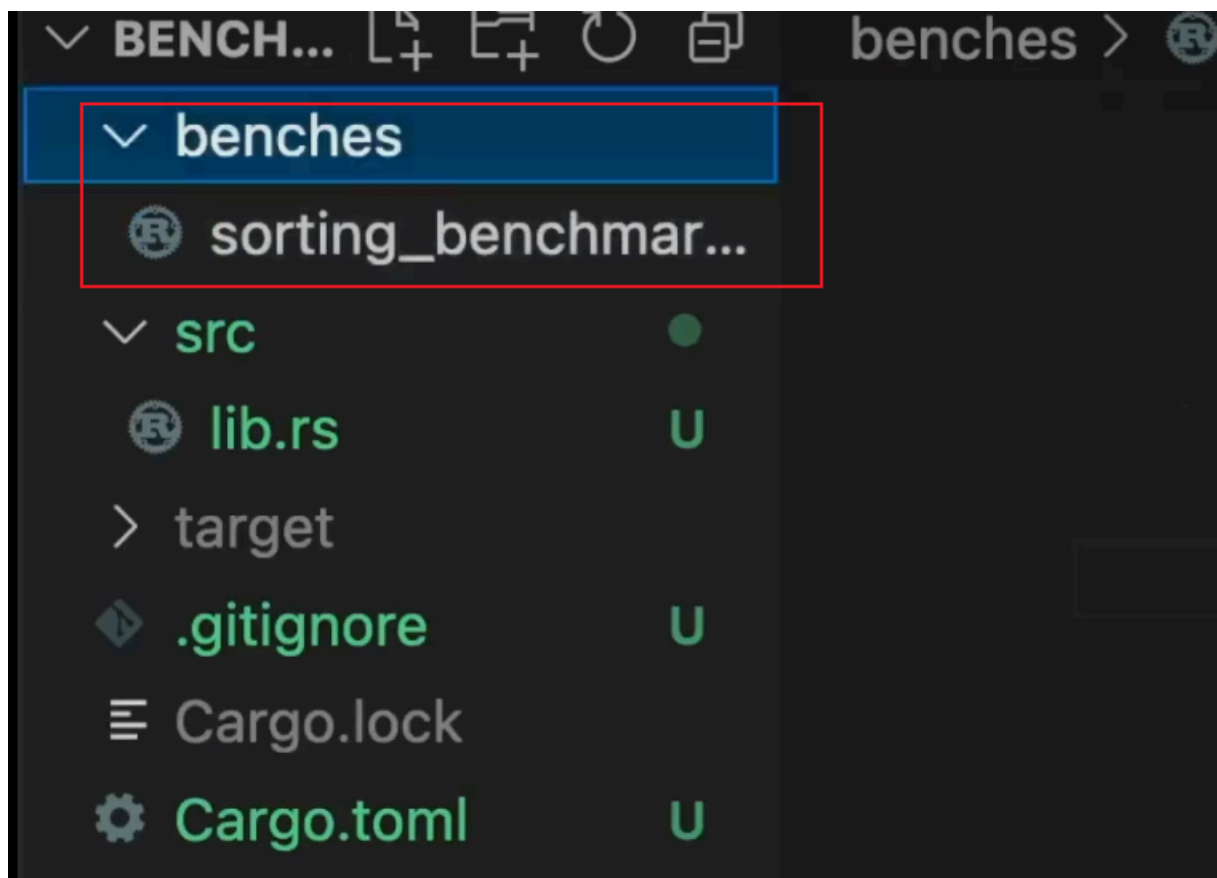 BENCH...
benches >
benches
sorting_benchmar...
src
lib.rs
U
target
.gitignore
U
Cargo.lock
Cargo.toml
U